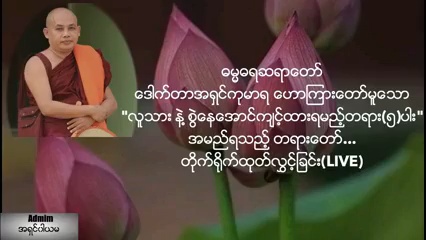 ဓမ္မဓရဆရာတော်
ဒေါက်တာအရှင်ကုမာရ ဟောကြားတော်မူသော
"လူသား နဲ့ စွဲနေအောင်ကျင့်ထားရမည့်တရား(၅)ပါး"
အမည်ရသည့် တရားတော်...
တိုက်ရိုက်ထုတ်လွှင့်ခြင်း(LIVE)
Admim
အရှင်ဂါယမ